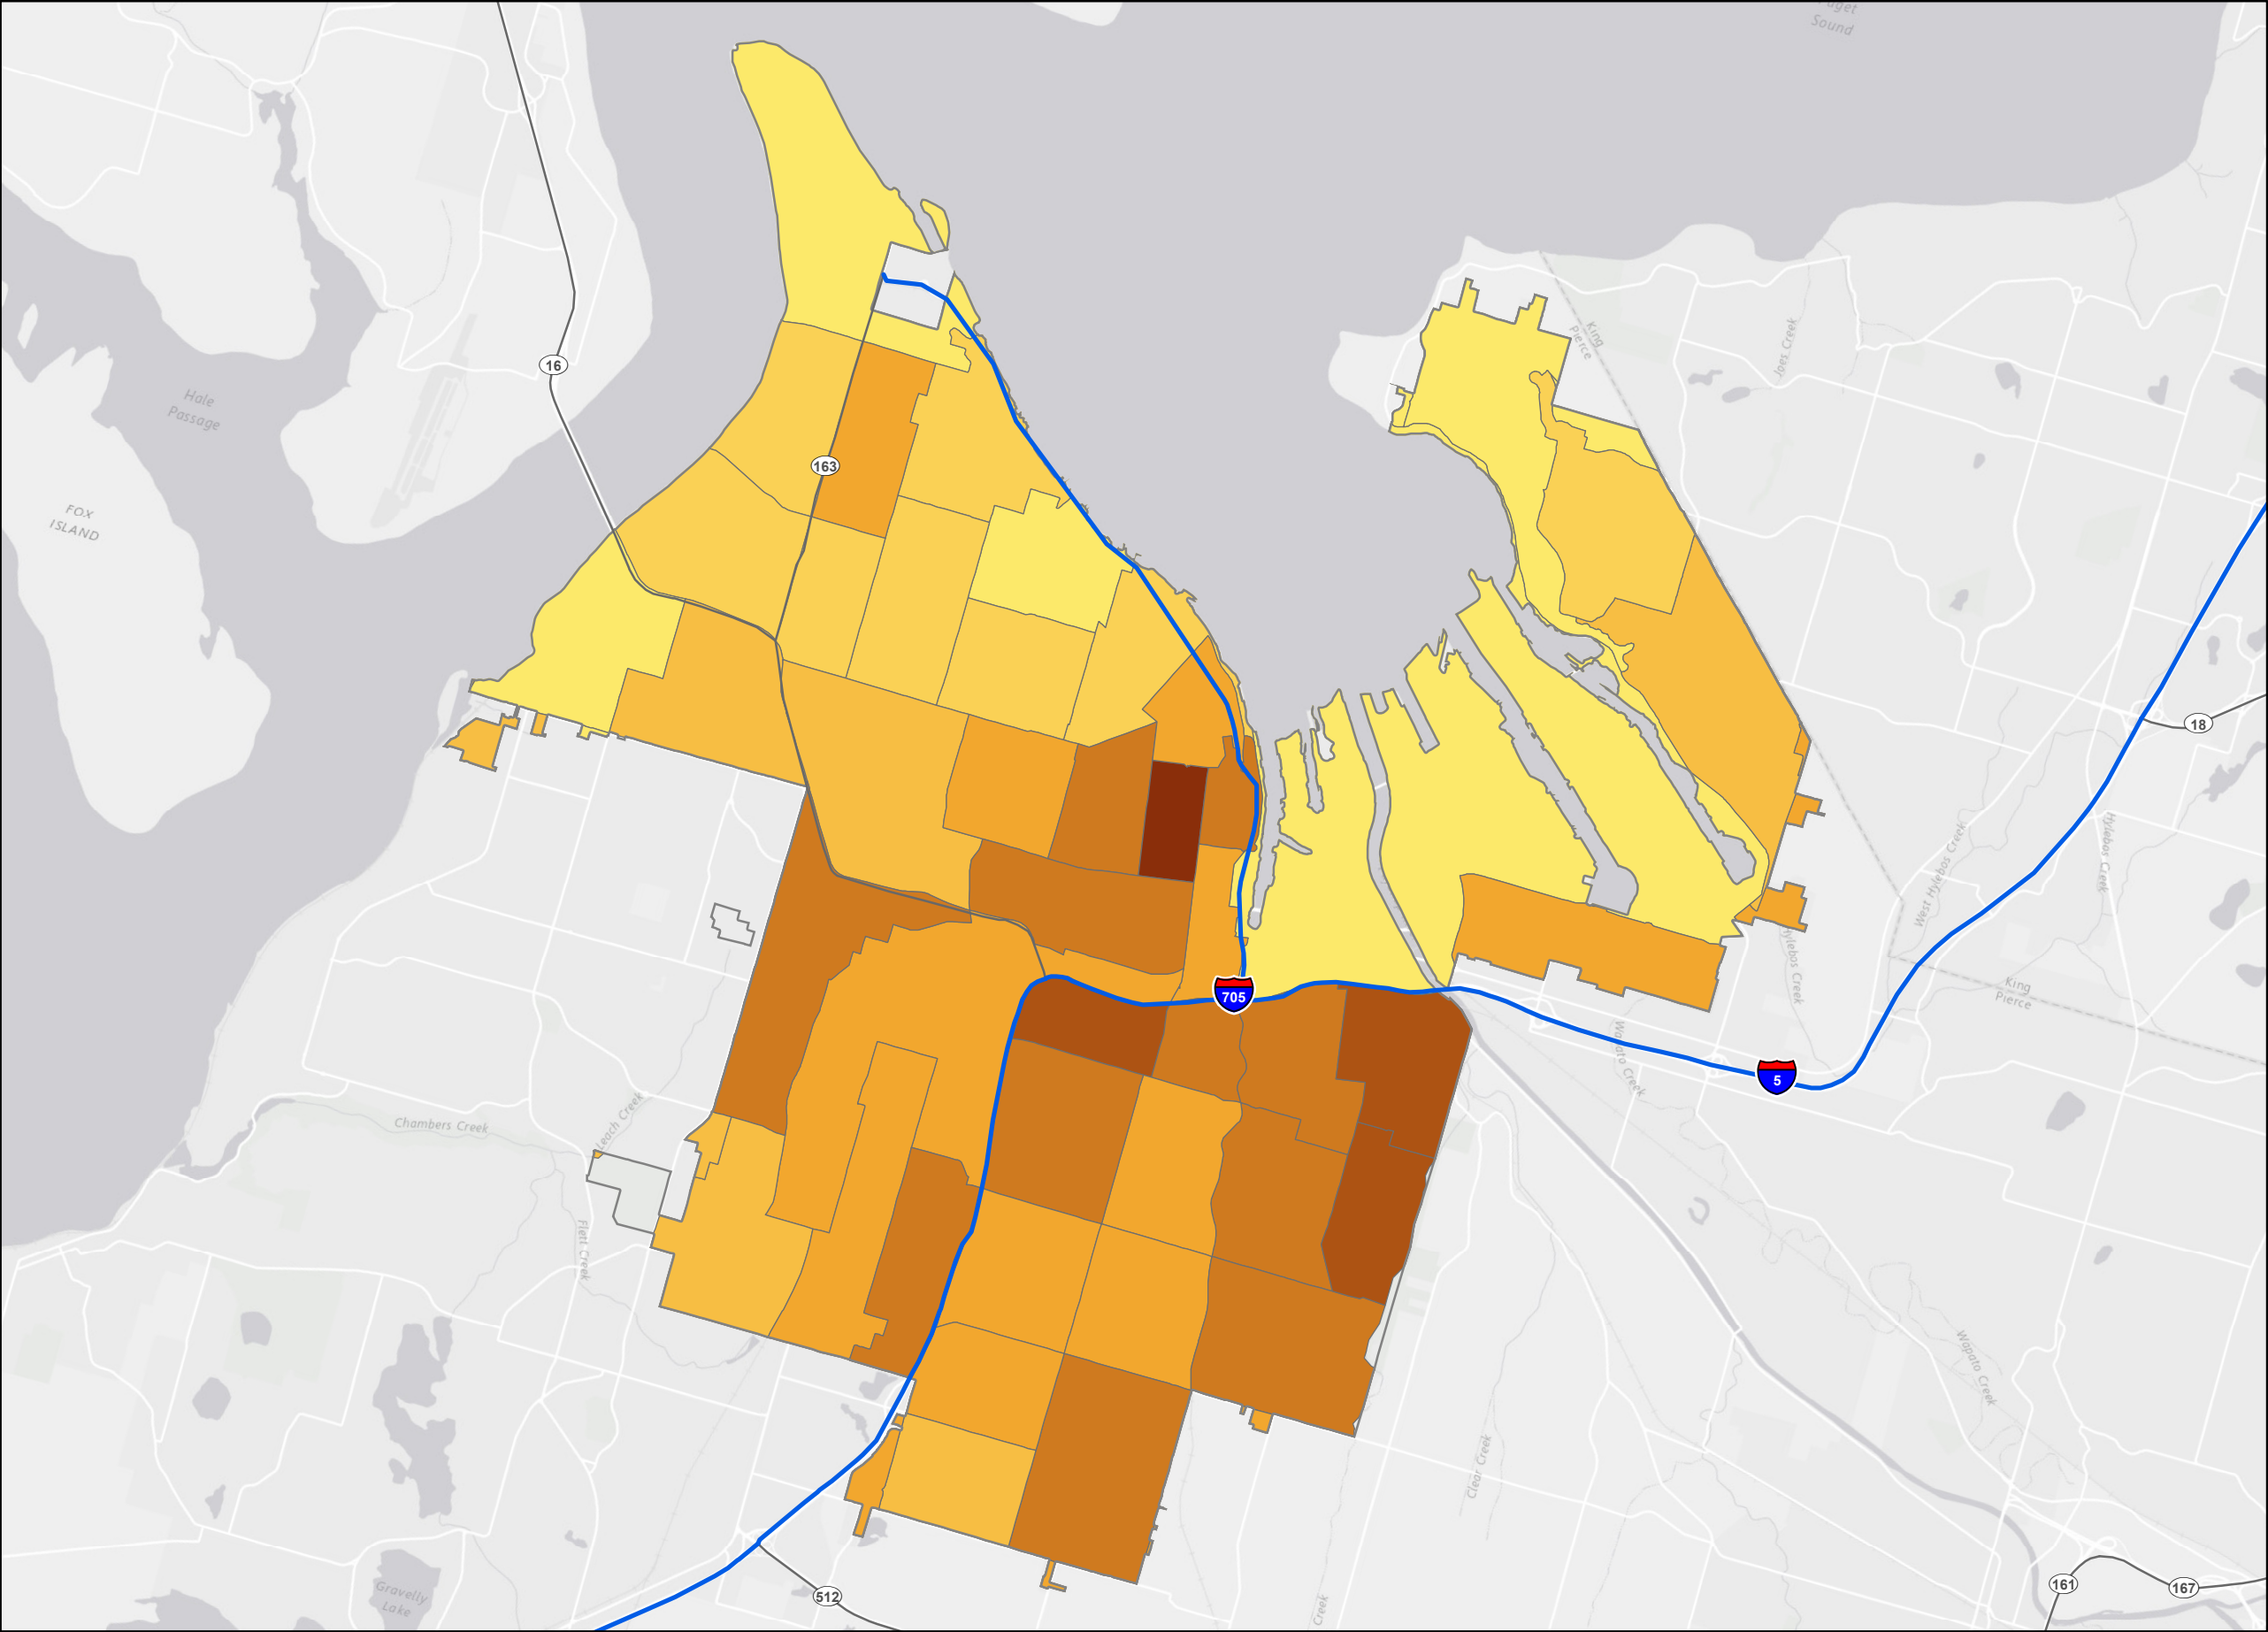 Puget
Sound
16
Hale
Passage
FOX
ISLAND
163
King
Pierce
Joes Creek
18
Hylebos Creek
West Hylebos Creek
Hylebos Creek
705
King
Pierce
Wapato Creek
5
Chambers Creek
Leach Creek
Flett Creek
Wapato Creek
Clear Creek
Gravelly
Lake
512
Creek
161
167